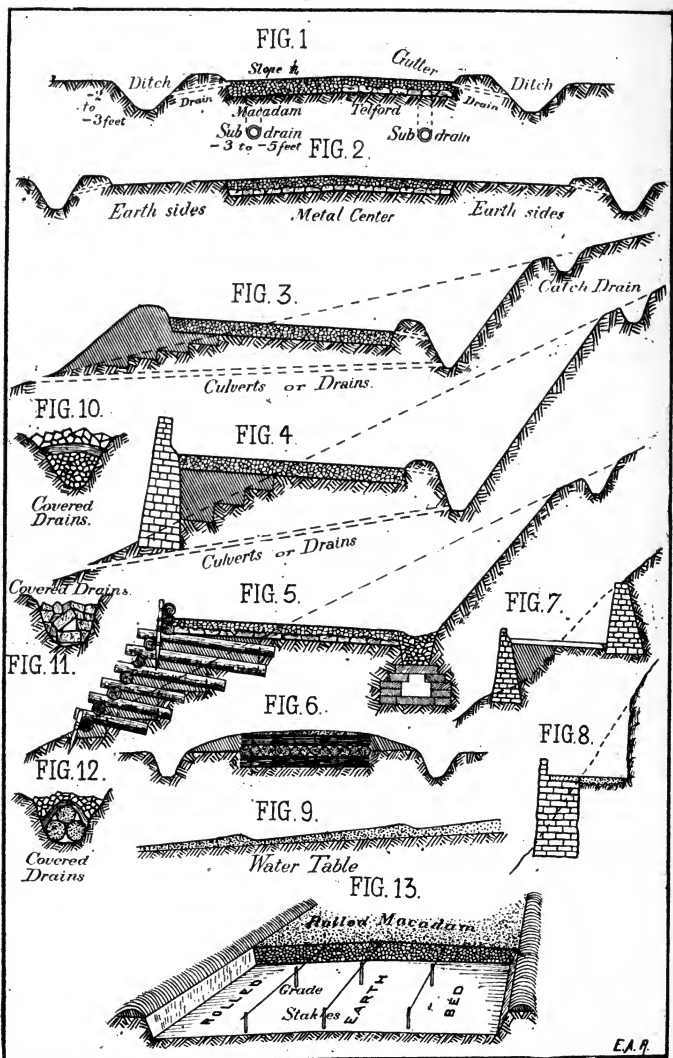 FIG. 1
Ditch
Slope
Gutter
Ditch
-2
to
-3 feet
Drain
Macadam
Telford
Drain
Sub drain
Sub drain
-3 to -5 feet
FIG. 2
Earth sides
Metal Center
Earth sides
FIG. 3.
Catch Drain
Culverts or Drains.
FIG. 10.
FIG. 4
Covered
Drains.
Culverts or Drains
Covered Drains.
FIG. 5
FIG. 7.
FIG. 11.
FIG. 6
FIG. 8.
FIG. 12
FIG. 9.
Covered
Drains
Water Table
FIG. 13.
Rolled Macadam
ROLLED
Grade
EARTH
BED
Stakes
E.A.R.